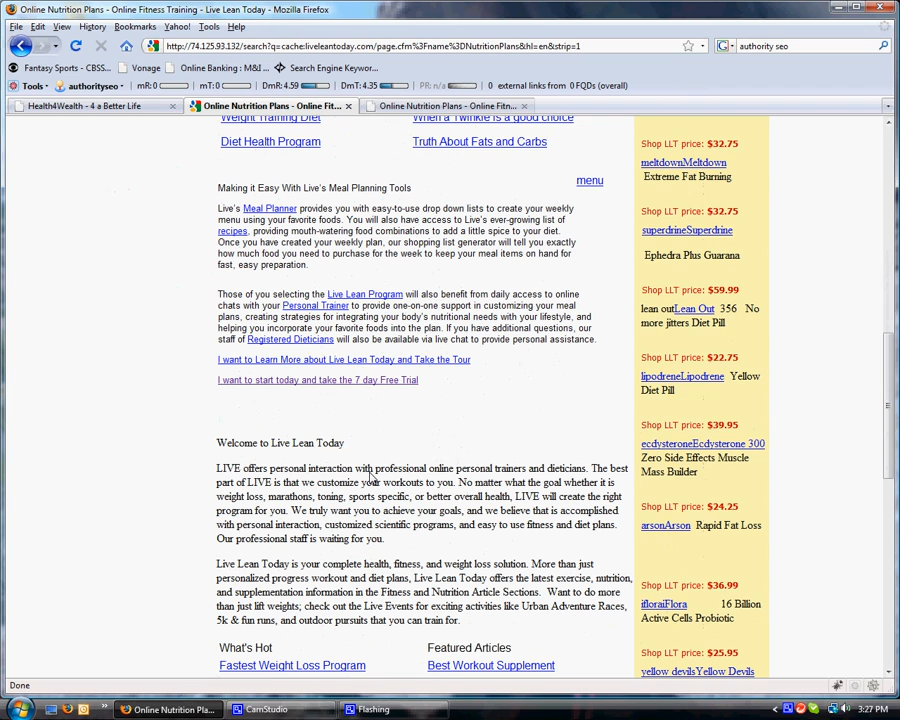 Online Nutrition Plans - Online Fitness Training - Live Lean Today - Mozilla Firefox
File Edit View History Bookmarks Yahoo! Tools Help
http://74.125.93.132/search?q=cache:liveleantoday.com/page.cfm%3Fname%3DNutritionPlans&hl=en&strip=1
authority seo
Fantasy Sports - CBSS... Vonage Online Banking : M&I ... Search Engine Keywor...
Tools authorityseo mR: 0 mT: 0 DmR: 4.59 DmT: 4.35 PR: n/a 0 external links from 0 FQDs (overall)
Health4Wealth - 4 a Better Life Online Nutrition Plans - Online Fit... Online Nutrition Plans - Online Fitn...
Weight Training Diet When a Twinkie is a good choice
Diet Health Program Truth About Fats and Carbs
menu
Making it Easy With Live's Meal Planning Tools
Live's Meal Planner provides you with easy-to-use drop down lists to create your weekly
menu using your favorite foods. You will also have access to Live's ever-growing list of
recipes, providing mouth-watering food combinations to add a little spice to your diet.
Once you have created your weekly plan, our shopping list generator will tell you exactly
how much food you need to purchase for the week to keep your meal items on hand for
fast, easy preparation.
Those of you selecting the Live Lean Program will also benefit from daily access to online
chats with your Personal Trainer to provide one-on-one support in customizing your meal
plans, creating strategies for integrating your body's nutritional needs with your lifestyle, and
helping you incorporate your favorite foods into the plan. If you have additional questions, our
staff of Registered Dieticians will also be available via live chat to provide personal assistance.
I want to Learn More about Live Lean Today and Take the Tour
I want to start today and take the 7 day Free Trial
Welcome to Live Lean Today
LIVE offers personal interaction with professional online personal trainers and dieticians. The best
part of LIVE is that we customize your workouts to you. No matter what the goal whether it is
weight loss, marathons, toning, sports specific, or better overall health, LIVE will create the right
program for you. We truly want you to achieve your goals, and we believe that is accomplished
with personal interaction, customized scientific programs, and easy to use fitness and diet plans.
Our professional staff is waiting for you.
Live Lean Today is your complete health, fitness, and weight loss solution. More than just
personalized progress workout and diet plans, Live Lean Today offers the latest exercise, nutrition,
and supplementation information in the Fitness and Nutrition Article Sections. Want to do more
than just lift weights; check out the Live Events for exciting activities like Urban Adventure Races,
5k & fun runs, and outdoor pursuits that you can train for.
What's Hot Featured Articles
Fastest Weight Loss Program Best Workout Supplement
Shop LLT price: $32.75
meltdownMeltdown
Extreme Fat Burning
Shop LLT price: $32.75
superdrineSuperdrine
Ephedra Plus Guarana
Shop LLT price: $59.99
lean outLean Out 356 No
more jitters Diet Pill
Shop LLT price: $22.75
lipodreneLipodrene Yellow
Diet Pill
Shop LLT price: $39.95
ecdysteroneEcdysterone 300
Zero Side Effects Muscle
Mass Builder
Shop LLT price: $24.25
arsonArson Rapid Fat Loss
Shop LLT price: $36.99
ifloraiFlora 16 Billion
Active Cells Probiotic
Shop LLT price: $25.95
yellow devilsYellow Devils
Done
Online Nutrition Pla... CamStudio Flashing 3:27 PM